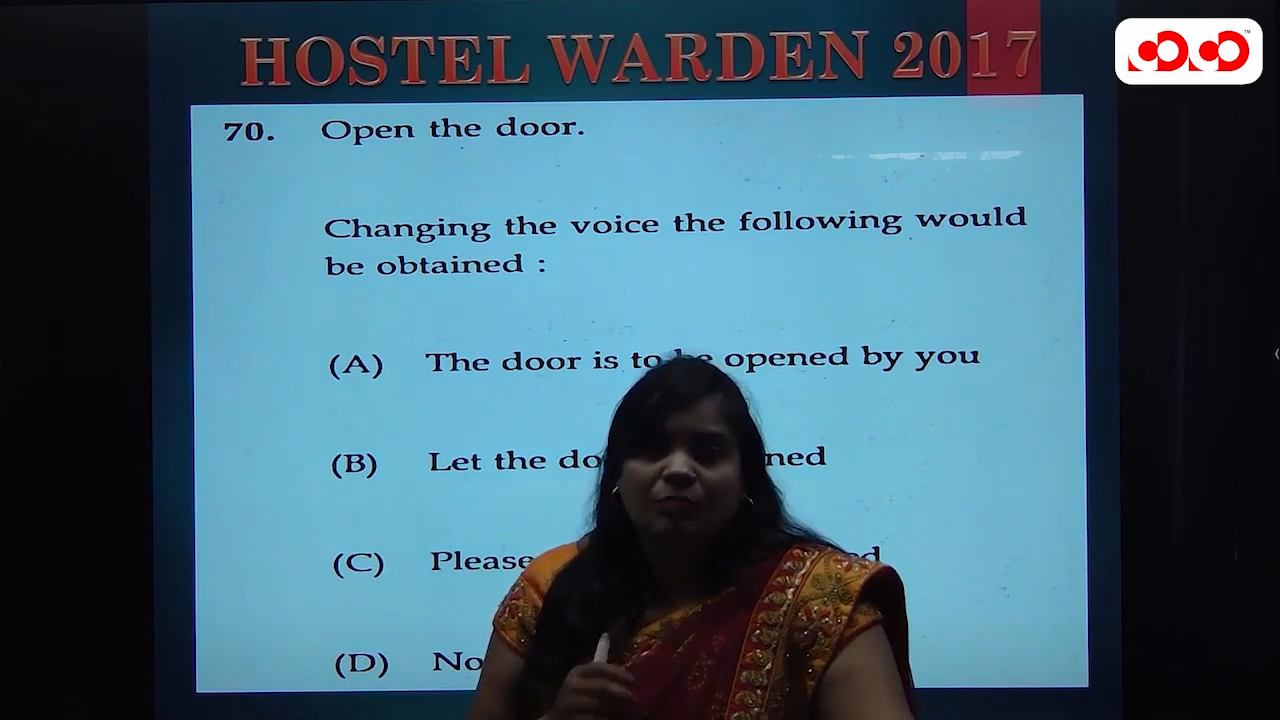 HOSTEL WARDEN 2017
70. Open the door.
Changing the voice the following would
be obtained :
(A) The door is to be opened by you
(B) Let the
(C) Please
(D)